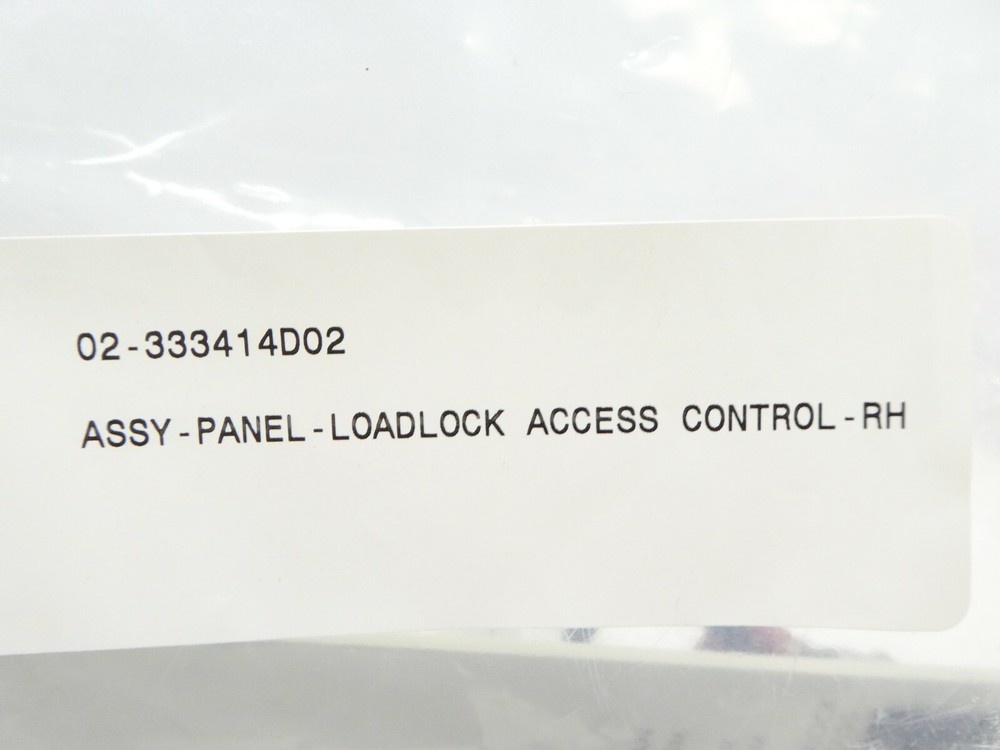 02-333414D02
ASSY-PANEL-LOADLOCK ACCESS CONTROL-RH